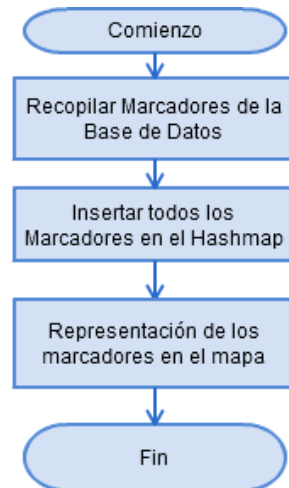 Comienzo
Recopilar Marcadores de la
Base de Datos
Insertar todos los
Marcadores en el Hashmap
Representación de los
marcadores en el mapa
Fin